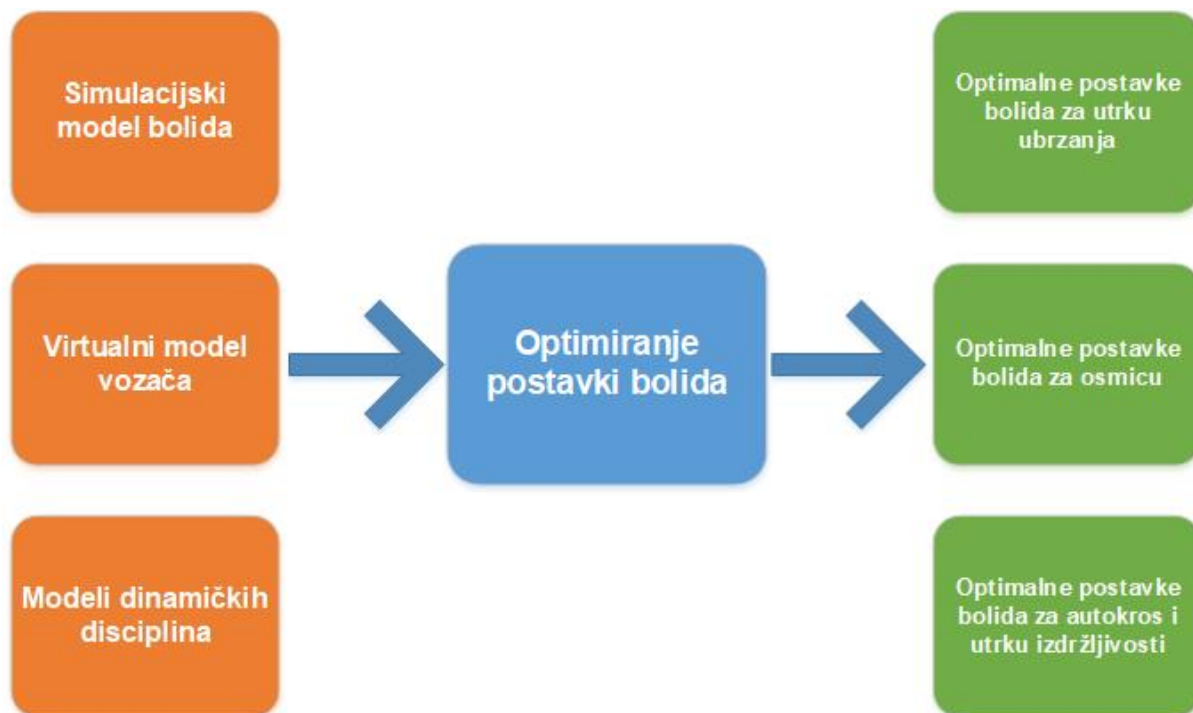 Simulacijski
model bolida
Virtualni model
vozača
Modeli dinamičkih
disciplina
Optimiranje
postavki bolida
Optimalne postavke
bolida za utrku
ubrzanja
Optimalne postavke
bolida za osmicu
Optimalne postavke
bolida za autokros i
utrku izdržljivosti